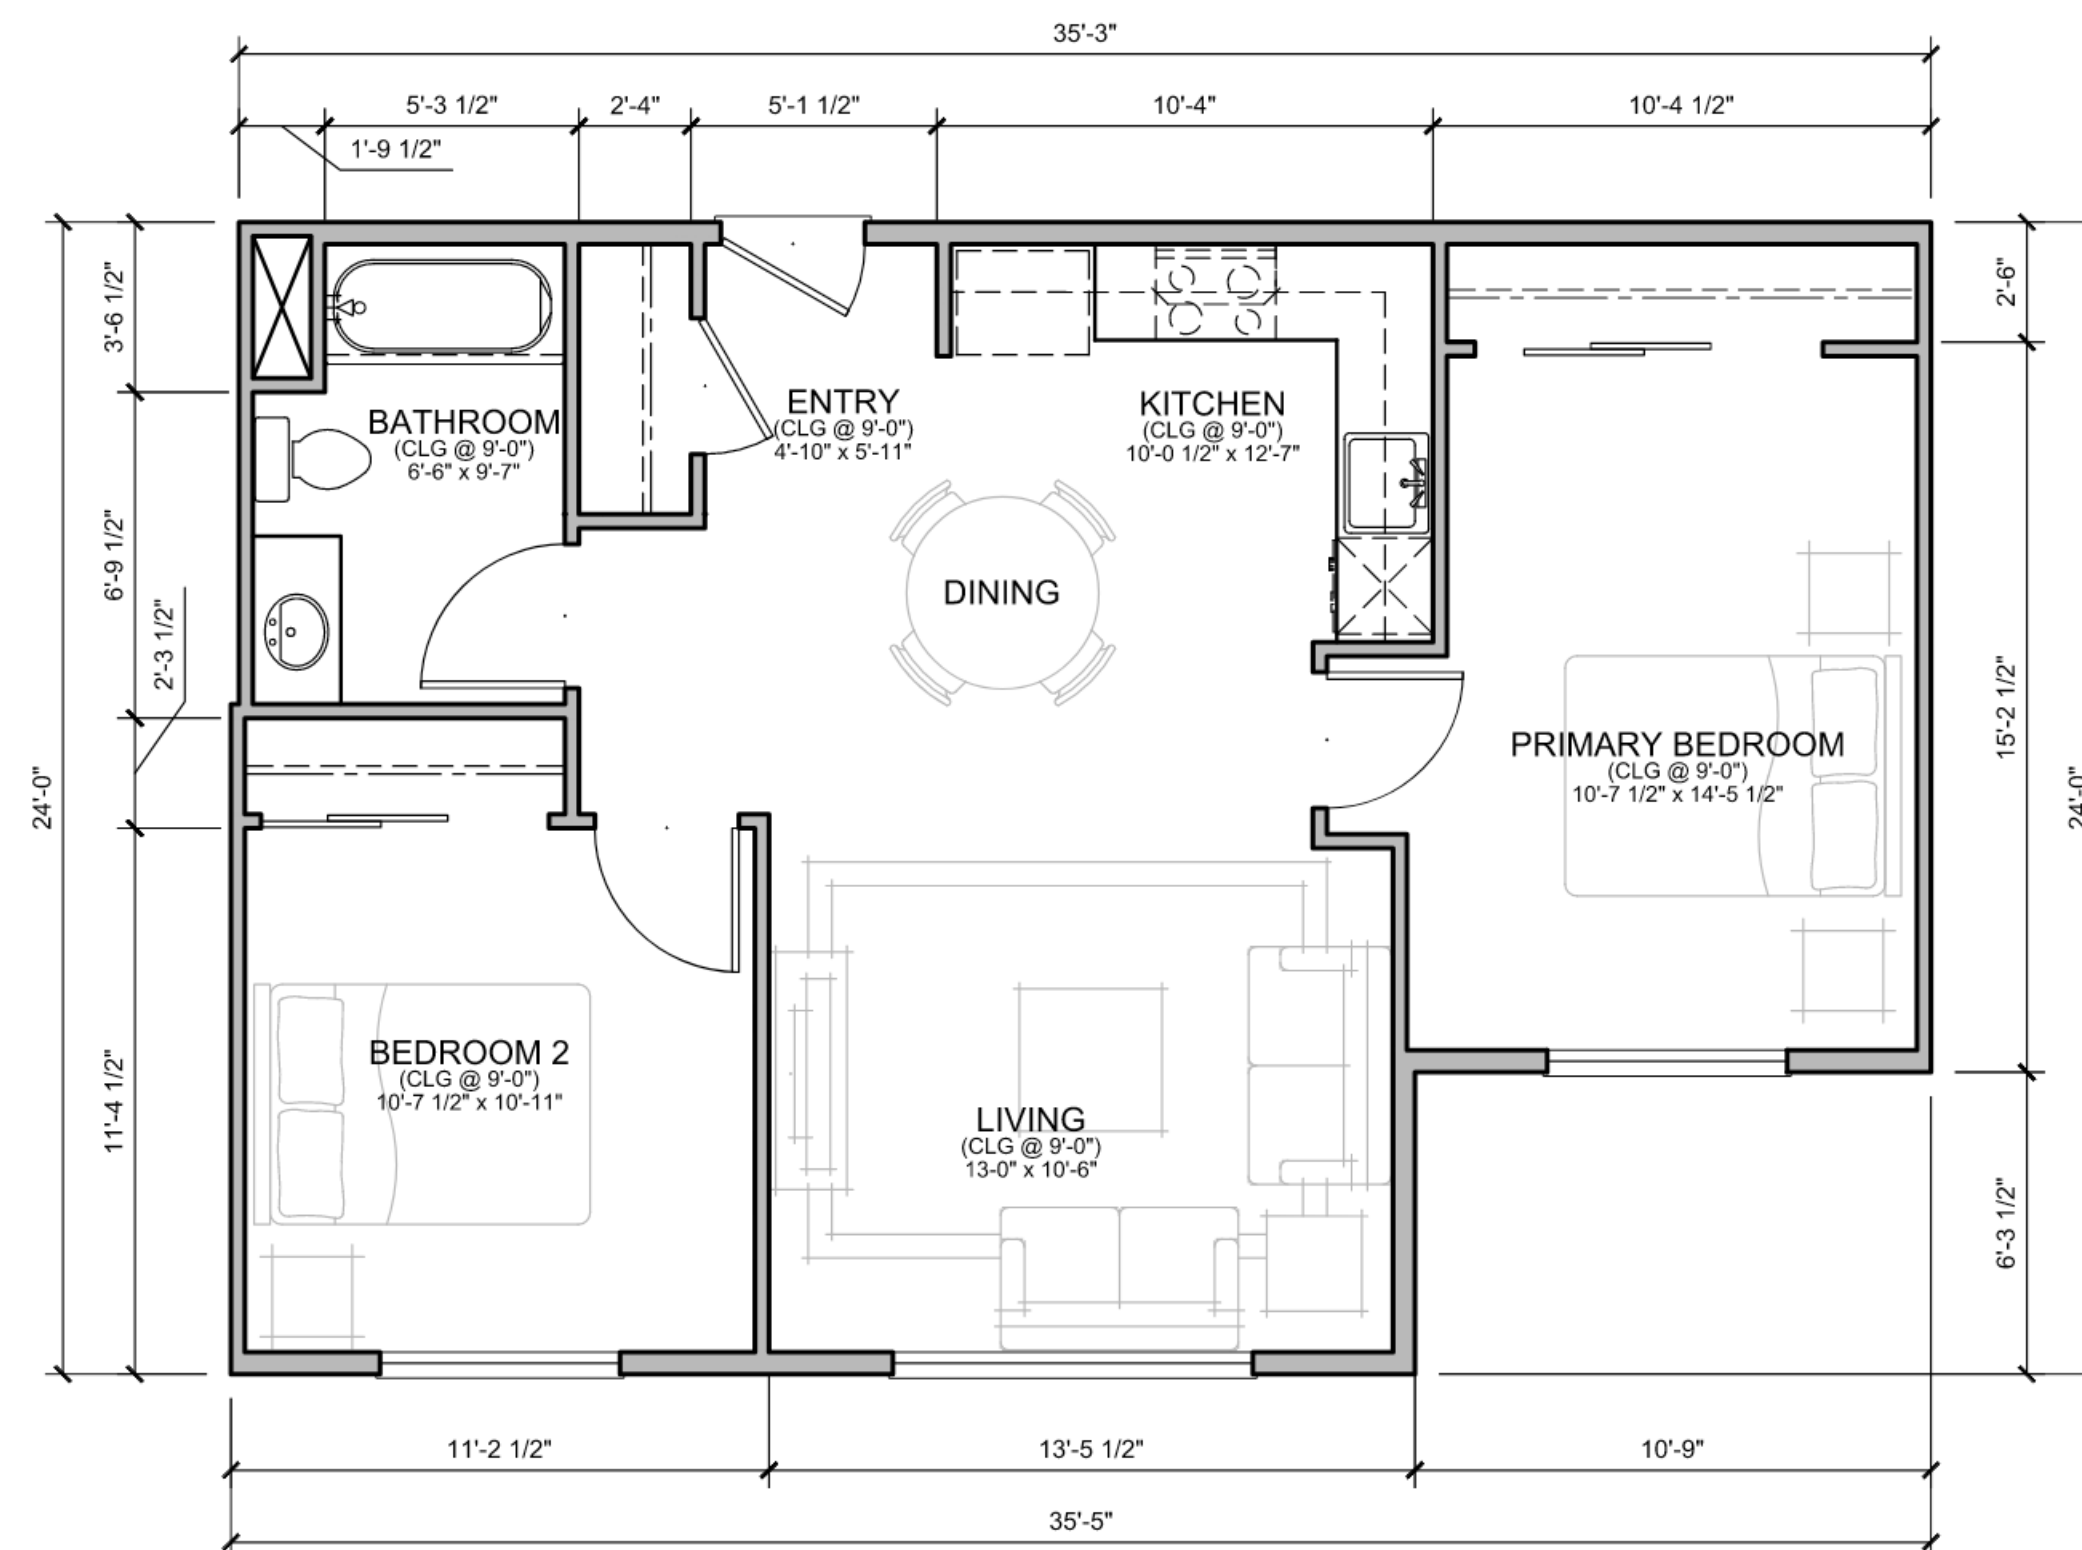 35'-3"
5'-3 1/2"
2'-4"
5'-1 1/2"
10'-4"
10'-4 1/2"
1'-9 1/2"
3'-6 1/2"
2'-6"
BATHROOM
(CLG @ 9'-0")
6'-6" x 9'-7"
ENTRY
(CLG @ 9'-0")
4'-10" x 5'-11"
KITCHEN
(CLG @ 9'-0")
10'-0 1/2" x 12'-7"
6'-9 1/2"
2'-3 1/2"
DINING
15'-2 1/2"
PRIMARY BEDROOM
(CLG @ 9'-0")
10'-7 1/2" x 14'-5 1/2"
24'-0"
24'-0"
11'-4 1/2"
BEDROOM 2
(CLG @ 9'-0")
10'-7 1/2" x 10'-11"
LIVING
(CLG @ 9'-0")
13-0" x 10'-6"
6'-3 1/2"
11'-2 1/2"
13'-5 1/2"
10'-9"
35'-5"